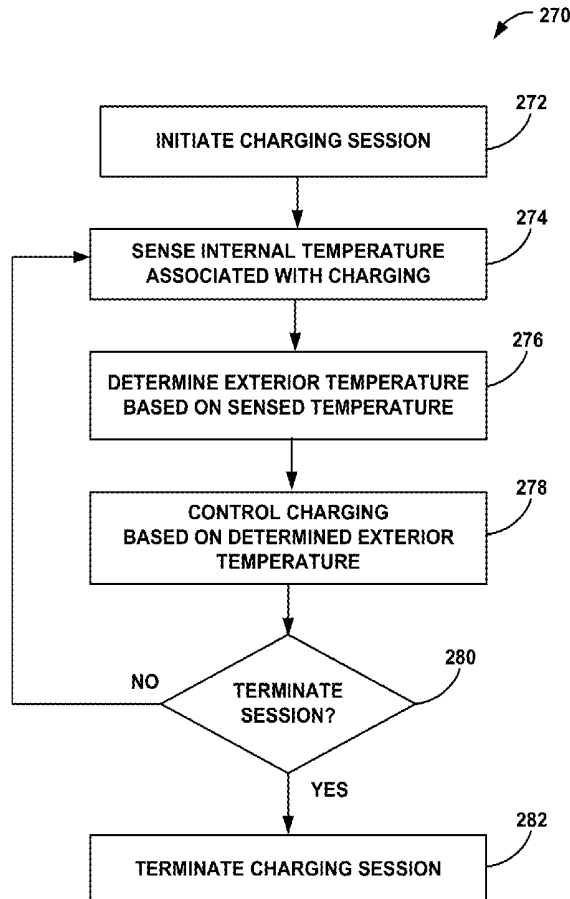 270
272
INITIATE CHARGING SESSION
274
SENSE INTERNAL TEMPERATURE
ASSOCIATED WITH CHARGING
276
DETERMINE EXTERIOR TEMPERATURE
BASED ON SENSED TEMPERATURE
278
CONTROL CHARGING
BASED ON DETERMINED EXTERIOR
TEMPERATURE
280
NO
TERMINATE
SESSION?
YES
282
TERMINATE CHARGING SESSION